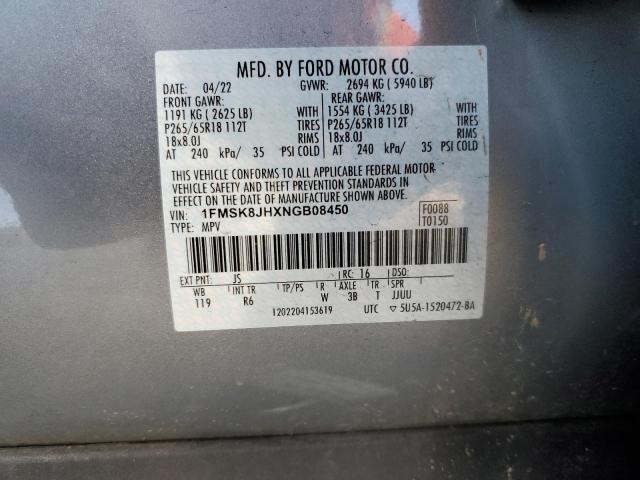 MFD. BY FORD MOTOR CO.
DATE: 04/22 GVWR: 2694 KG ( 5940 LB)
FRONT GAWR: REAR GAWR:
1191 KG ( 2625 LB) WITH 1554 KG ( 3425 LB) WITH
P265/65R18 112T TIRES P265/65R18 112T TIRES
18x8.0J RIMS 18x8.0J RIMS
AT 240 kPa/ 35 PSI COLD AT 240 kPa/ 35 PSI COLD
THIS VEHICLE CONFORMS TO ALL APPLICABLE FEDERAL MOTOR
VEHICLE SAFETY AND THEFT PREVENTION STANDARDS IN
EFFECT ON THE DATE OF MANUFACTURE SHOWN ABOVE.
VIN: 1FMSK8JHXNGB08450 F0088
TYPE: MPV T0150
EXT PNT: JS RC: 16 DSO:
WB INT TR TP/PS R AXLE TR SPR
119 R6 W 3B T JJUU
1202204153619 UTC ▽5U5A-1520472-BA